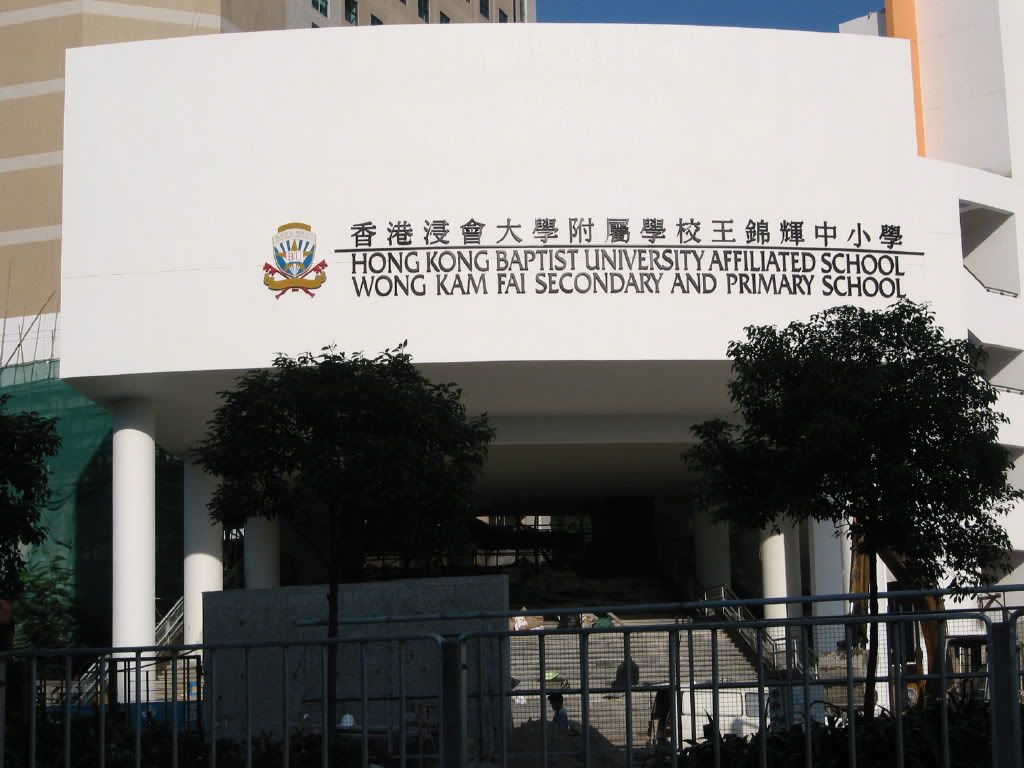 香港浸會大學附屬學校王錦輝中小學
HONG KONG BAPTIST UNIVERSITY AFFILIATED SCHOOL
WONG KAM FAI SECONDARY AND PRIMARY SCHOOL